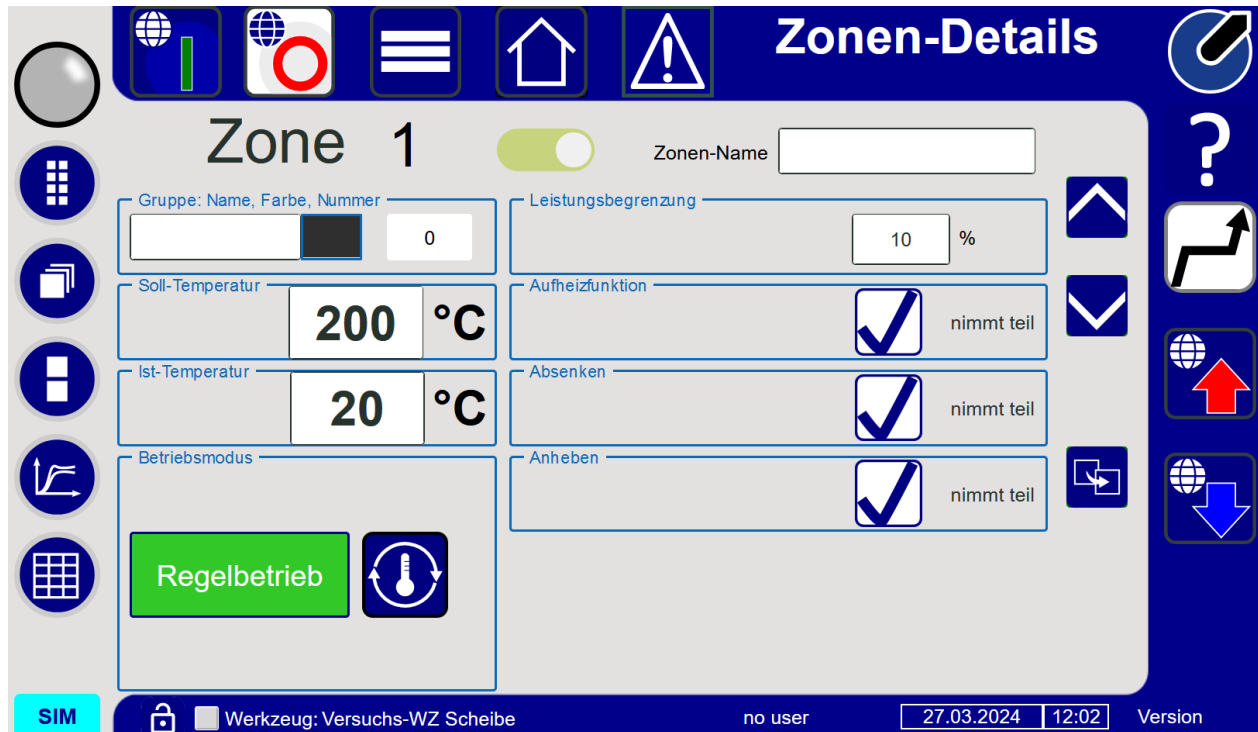 Zonen-Details
Zone 1
Zonen-Name
Gruppe: Name, Farbe, Nummer
0
Leistungsbegrenzung
10 %
Soll-Temperatur
200 °C
Aufheizfunktion
nimmt teil
Ist-Temperatur
20 °C
Absenken
nimmt teil
Betriebsmodus
Regelbetrieb
Anheben
nimmt teil
SIM
Werkzeug: Versuchs-WZ Scheibe
no user
27.03.2024
12:02
Version